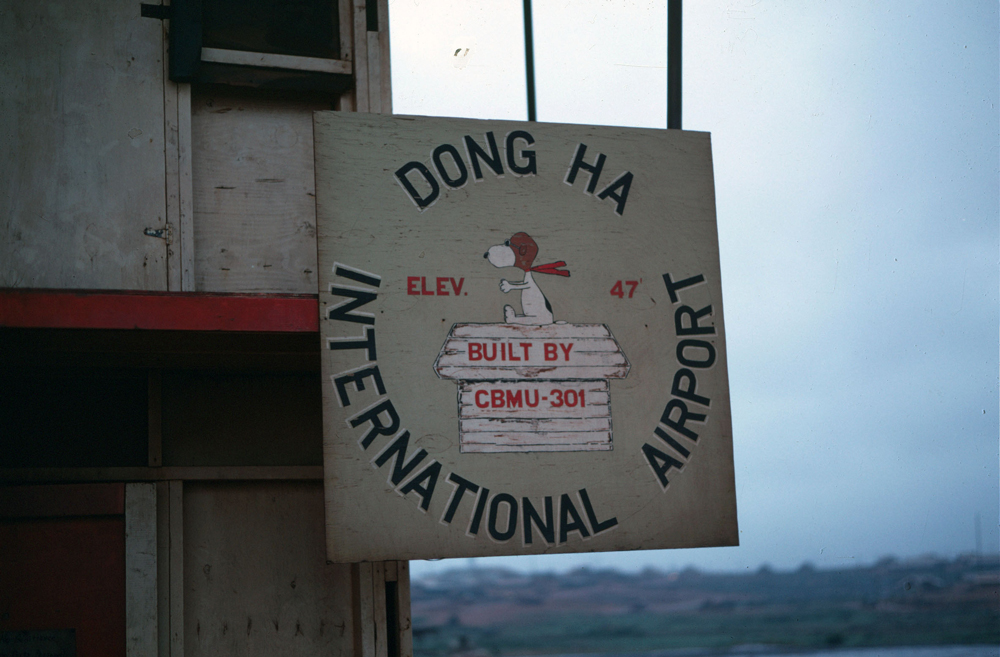 DONG HA
ELEV. 47'
BUILT BY
CBMU-301
INTERNATIONAL AIRPORT